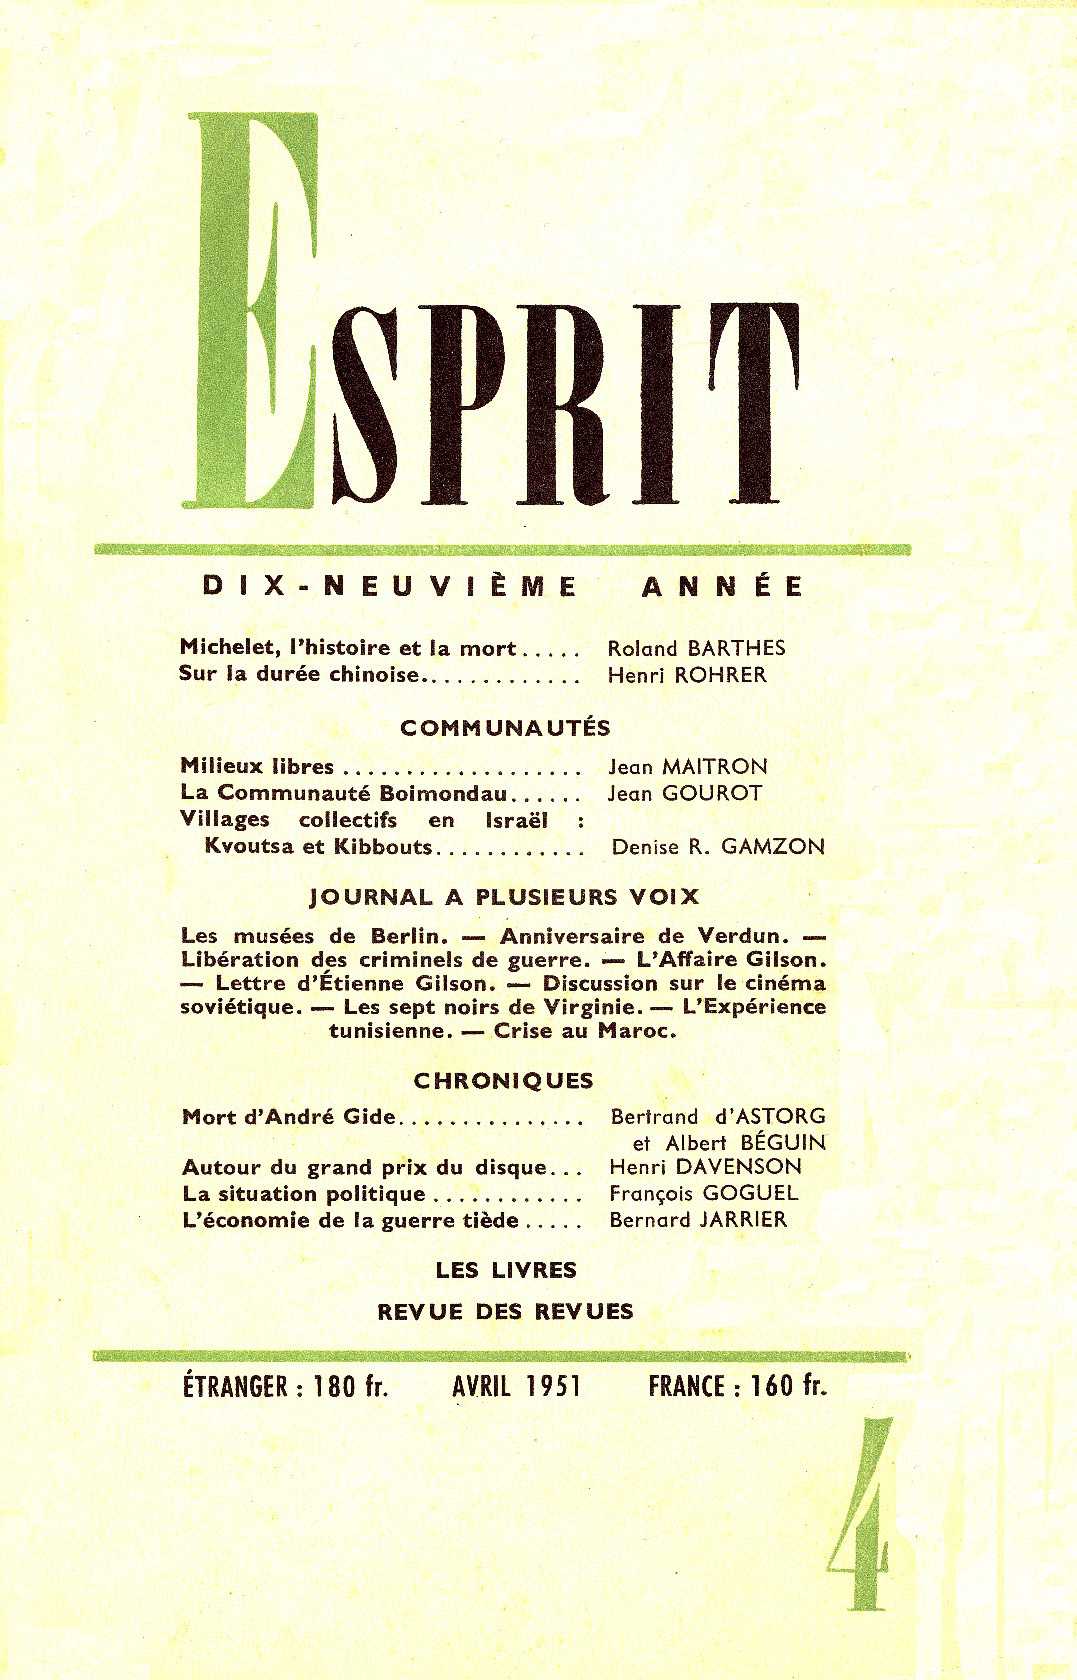 ESPRIT
DIX-NEUVIÈME ANNÉE
Michelet, l'histoire et la mort..... Roland BARTHES
Sur la durée chinoise............. Henri ROHRER
COMMUNAUTÉS
Milieux libres ................... Jean MAITRON
La Communauté Boimondau...... Jean GOUROT
Villages collectifs en Israël :
Kvoutsa et Kibbouts............ Denise R. GAMZON
JOURNAL A PLUSIEURS VOIX
Les musées de Berlin. — Anniversaire de Verdun. —
Libération des criminels de guerre. — L'Affaire Gilson.
— Lettre d'Étienne Gilson. — Discussion sur le cinéma
soviétique. — Les sept noirs de Virginie. — L'Expérience
tunisienne. — Crise au Maroc.
CHRONIQUES
Mort d'André Gide............... Bertrand d'ASTORG
et Albert BÉGUIN
Autour du grand prix du disque... Henri DAVENSON
La situation politique ............ François GOGUEL
L'économie de la guerre tiède ..... Bernard JARRIER
LES LIVRES
REVUE DES REVUES
ÉTRANGER : 180 fr. AVRIL 1951 FRANCE : 160 fr.
4